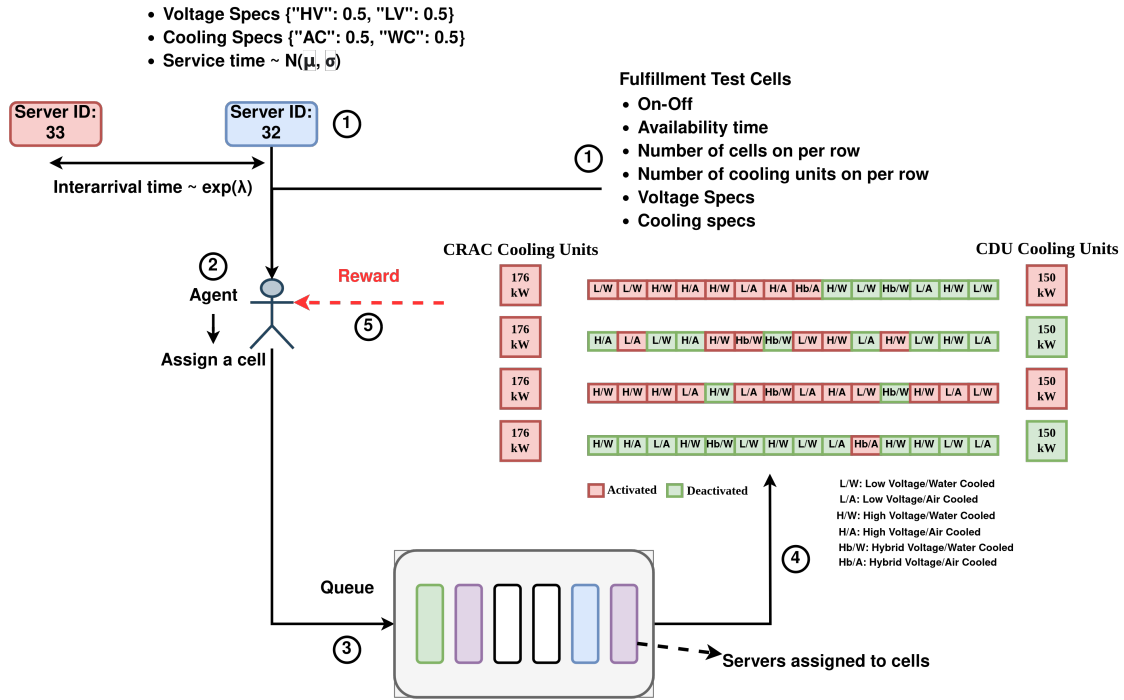 Voltage Specs {"HV": 0.5, "LV": 0.5}
Cooling Specs {"AC": 0.5, "WC": 0.5}
Service time ~ N(μ, σ)
Server ID:
33
Server ID:
32
1
Interarrival time ~ exp(λ)
1
Fulfillment Test Cells
On-Off
Availability time
Number of cells on per row
Number of cooling units on per row
Voltage Specs
Cooling specs
2
Agent
Assign a cell
Reward
5
CRAC Cooling Units
CDU Cooling Units
176
kW
L/W L/W H/W H/A H/W L/A H/A Hb/A H/W L/W Hb/W L/A H/W L/W
150
kW
176
kW
H/A L/A L/W H/A H/W Hb/W Hb/W L/W H/W L/A H/W L/W H/W L/A
150
kW
176
kW
H/W H/W H/W L/A H/W L/A Hb/W L/A H/A L/W Hb/W H/W L/A L/W
150
kW
176
kW
H/W H/A L/A H/W Hb/W L/W H/W L/W L/A Hb/A H/W H/W L/W L/A
150
kW
Activated
Deactivated
L/W: Low Voltage/Water Cooled
L/A: Low Voltage/Air Cooled
H/W: High Voltage/Water Cooled
H/A: High Voltage/Air Cooled
Hb/W: Hybrid Voltage/Water Cooled
Hb/A: Hybrid Voltage/Air Cooled
4
Queue
3
Servers assigned to cells